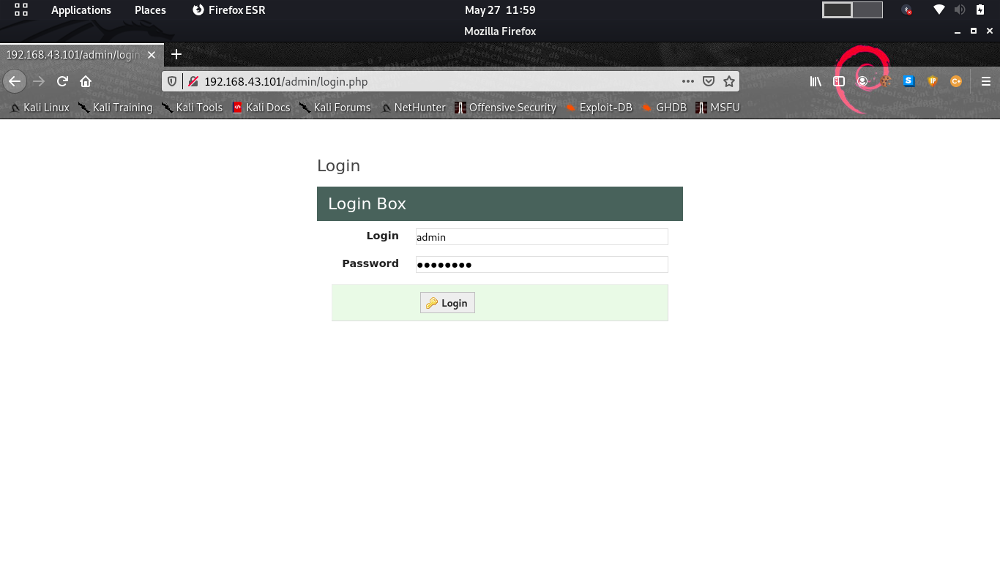 Applications Places Firefox ESR May 27 11:59
Mozilla Firefox
192.168.43.101/admin/login
192.168.43.101/admin/login.php
Kali Linux Kali Training Kali Tools Kali Docs Kali Forums NetHunter Offensive Security Exploit-DB GHDB MSFU
Login
Login Box
Login admin
Password ●●●●●●●●
Login